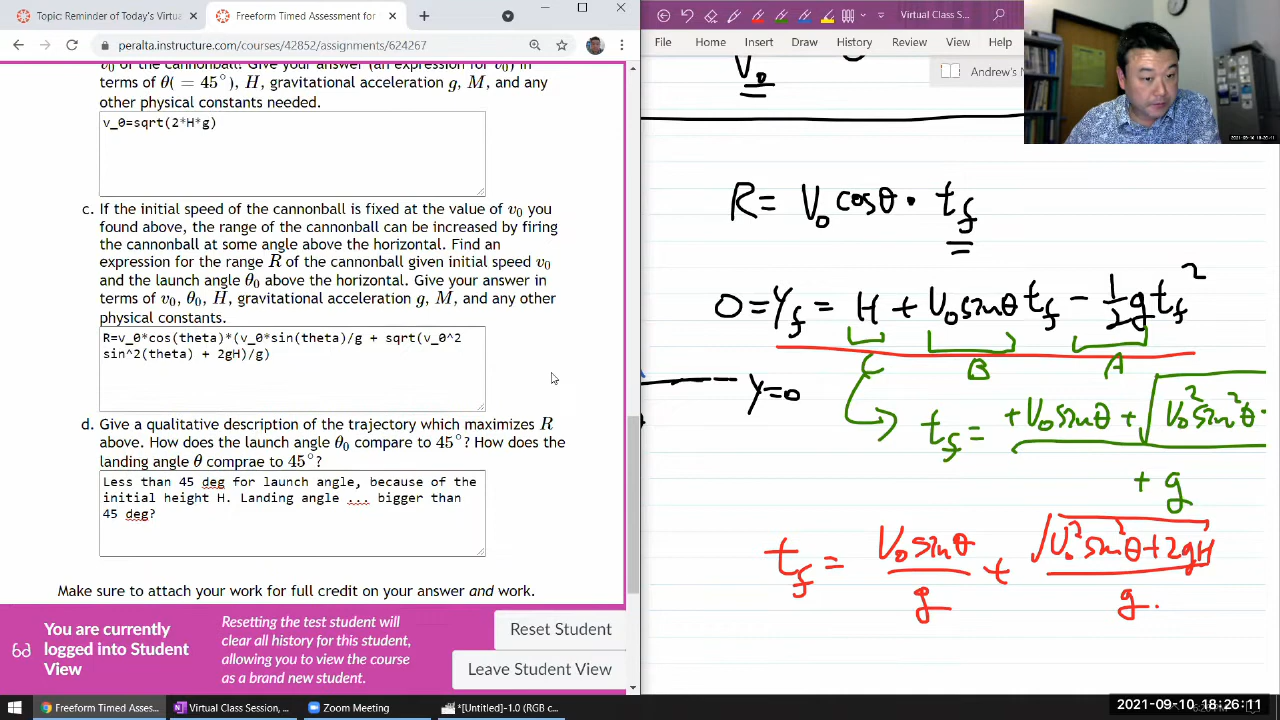 Topic: Reminder of Today's Virtu
Freeform Timed Assessment for
peralta.instructure.com/courses/42852/assignments/624262
v₀ of the cannonball! Give your answer (an expression for v₀) in
terms of θ( = 45°), H, gravitational acceleration g, M, and any
other physical constants needed.
v_0=sqrt(2*H*g)
c. If the initial speed of the cannonball is fixed at the value of v₀ you
found above, the range of the cannonball can be increased by firing
the cannonball at some angle above the horizontal. Find an
expression for the range R of the cannonball given initial speed v₀
and the launch angle θ₀ above the horizontal. Give your answer in
terms of v₀, θ₀, H, gravitational acceleration g, M, and any other
physical constants.
R=v_0*cos(theta)*(v_0*sin(theta)/g + sqrt(v_0^2
sin^2(theta) + 2gH)/g)
d. Give a qualitative description of the trajectory which maximizes R
above. How does the launch angle θ₀ compare to 45°? How does the
landing angle θ comprae to 45°?
Less than 45 deg for launch angle, because of the
initial height H. Landing angle ... bigger than
45 deg?
Make sure to attach your work for full credit on your answer and work.
You are currently
logged into Student
View
Resetting the test student will
clear all history for this student,
allowing you to view the course
as a brand new student.
Reset Student
Leave Student View
Virtual Class S...
File Home Insert Draw History Review View Help
Andrew's N
V₀
R = V₀ cosθ · t_f
0 = Y_f = H + V₀ sinθ t_f - 1/2 g t_f²
C B A
Y=0
t_f = +V₀ sinθ + √V₀² sin²θ ·
+ g
t_f = V₀ sinθ / g + √V₀² sin²θ + 2gH / g.
Freeform Timed Asses...
Virtual Class Session, ...
Zoom Meeting
*[Untitled]-1.0 (RGB c...
2021-09-10 18:26:11